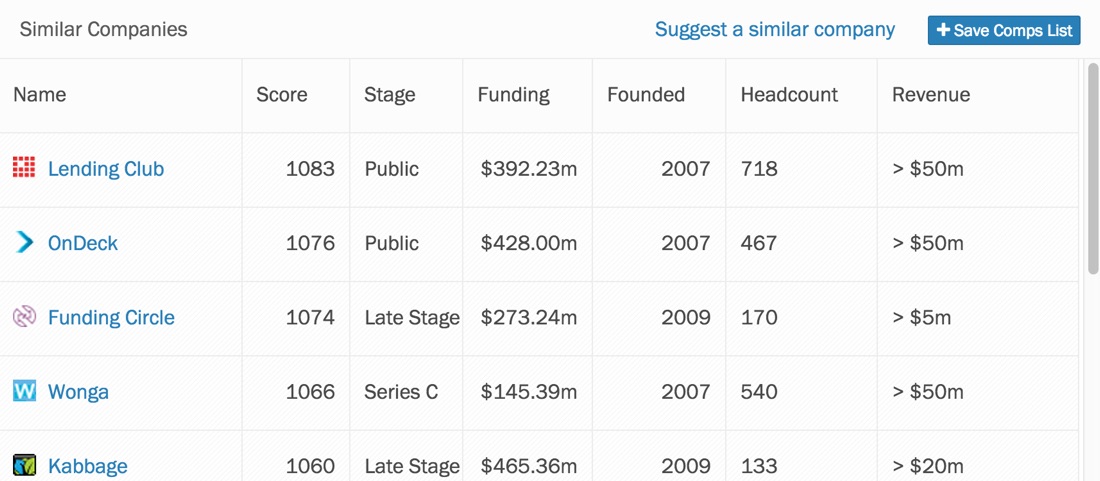 Similar Companies Suggest a similar company + Save Comps List
Name Score Stage Funding Founded Headcount Revenue
Lending Club 1083 Public $392.23m 2007 718 > $50m
OnDeck 1076 Public $428.00m 2007 467 > $50m
Funding Circle 1074 Late Stage $273.24m 2009 170 > $5m
W Wonga 1066 Series C $145.39m 2007 540 > $50m
Kabbage 1060 Late Stage $465.36m 2009 133 > $20m